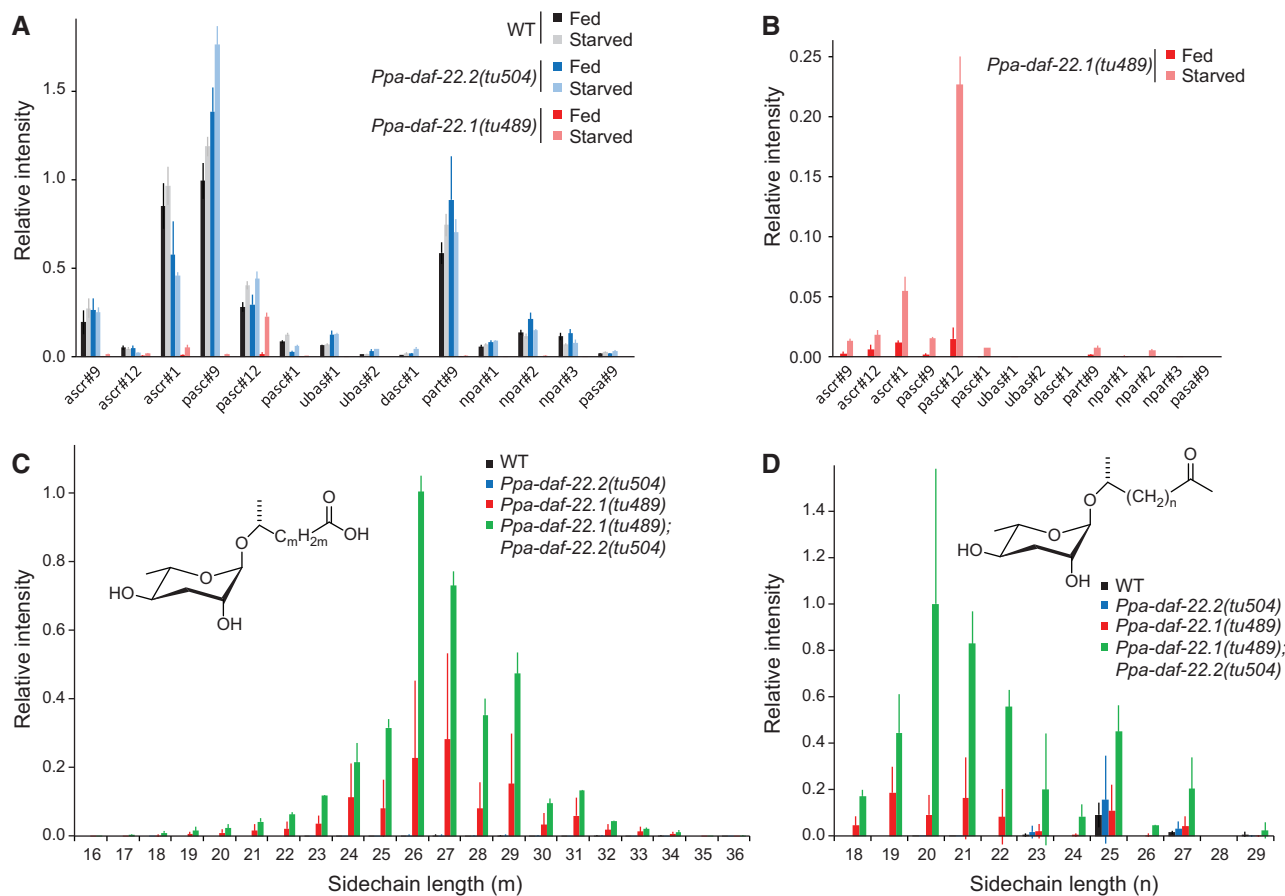 A
WT
Fed
Starved
Ppa-daf-22.2(tu504)
Fed
Starved
Ppa-daf-22.1(tu489)
Fed
Starved
Relative intensity
1.5
1.0
0.5
0.0
ascr#9
ascr#12
ascr#1
pasc#9
pasc#12
pasc#1
ubas#1
ubas#2
dasc#1
part#9
npar#1
npar#2
npar#3
pasa#9
B
Ppa-daf-22.1(tu489)
Fed
Starved
Relative intensity
0.25
0.20
0.15
0.10
0.05
0.00
ascr#9
ascr#12
ascr#1
pasc#9
pasc#12
pasc#1
ubas#1
ubas#2
dasc#1
part#9
npar#1
npar#2
npar#3
pasa#9
C
WT
Ppa-daf-22.2(tu504)
Ppa-daf-22.1(tu489)
Ppa-daf-22.1(tu489);
Ppa-daf-22.2(tu504)
O
OH
CmH2m
O
O
HO
OH
Relative intensity
1.0
0.8
0.6
0.4
0.2
0.0
16 17 18 19 20 21 22 23 24 25 26 27 28 29 30 31 32 33 34 35 36
Sidechain length (m)
D
O
(CH2)n
O
O
HO
OH
WT
Ppa-daf-22.2(tu504)
Ppa-daf-22.1(tu489)
Ppa-daf-22.1(tu489);
Ppa-daf-22.2(tu504)
Relative intensity
1.4
1.2
1.0
0.8
0.6
0.4
0.2
0.0
18 19 20 21 22 23 24 25 26 27 28 29
Sidechain length (n)